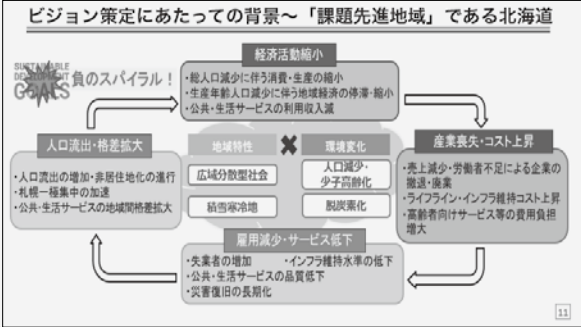 ビジョン策定にあたっての背景～「課題先進地域」である北海道
経済活動縮小
・総人口減少に伴う消費・生産の縮小
・生産年齢人口減少に伴う地域経済の停滞・縮小
・公共・生活サービスの利用収入減
SUSTAINABLE
DEVELOPMENT
GOALS
負のスパイラル!
人口流出・格差拡大
・人口流出の増加・非居住地化の進行
・札幌一極集中の加速
・公共・生活サービスの地域間格差拡大
地域特性
広域分散型社会
積雪寒冷地
環境変化
人口減少・
少子高齢化
脱炭素化
産業喪失・コスト上昇
・売上減少・労働者不足による企業の
撤退・廃業
・ライフライン・インフラ維持コスト上昇
・高齢者向けサービス等の費用負担
増大
雇用減少・サービス低下
・失業者の増加 ・インフラ維持水準の低下
・公共・生活サービスの品質低下
・災害復旧の長期化
11